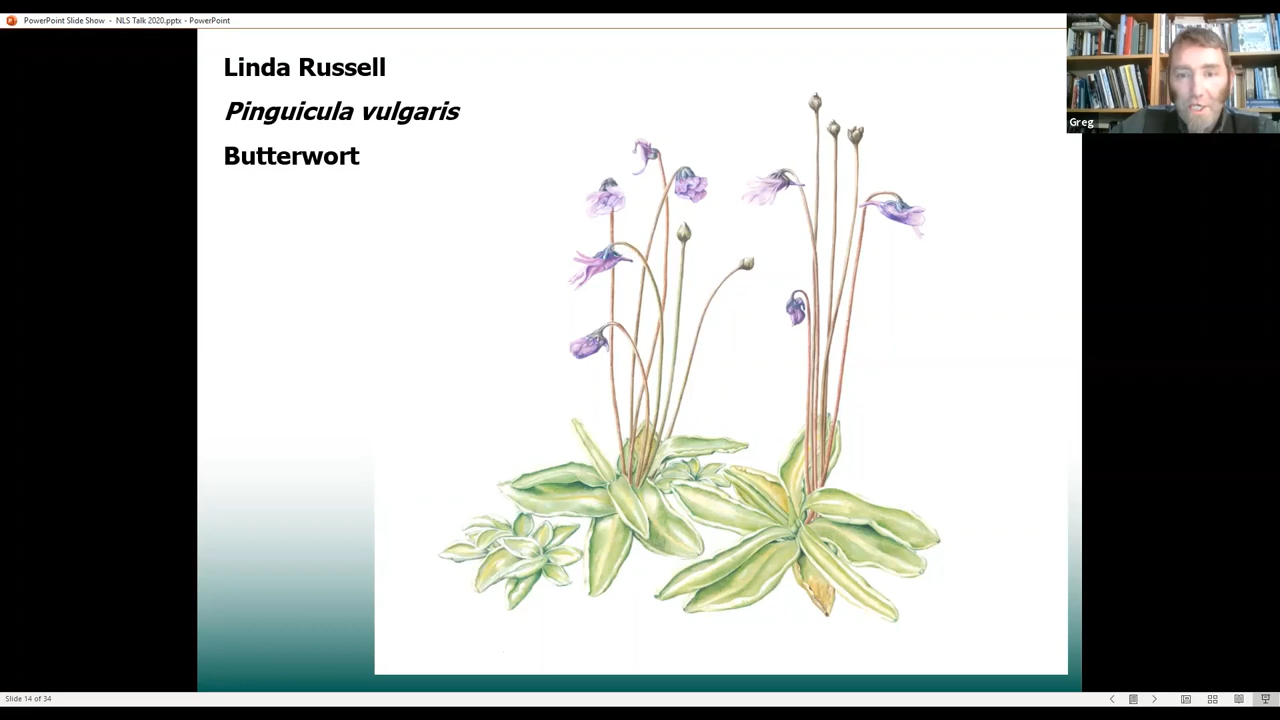 PowerPoint Slide Show - NLS Talk 2020.pptx - PowerPoint
Linda Russell
Pinguicula vulgaris
Butterwort
Greg
Slide 14 of 34